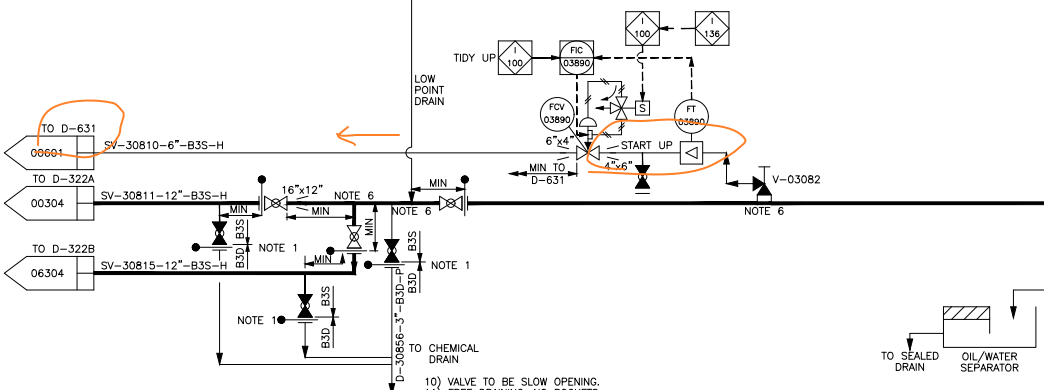 I
100
I
136
TIDY UP
I
100
FIC
03890
LOW
POINT
DRAIN
S
FCV
03890
FT
03890
TO D-631
SV-30810-6"-B3S-H
6"x4"
START UP
4"x6"
MIN TO
D-631
V-03082
NOTE 6
TO D-322A
00304
SV-30811-12"-B3S-H
16"x12"
NOTE 6
NOTE 6
MIN
MIN
MIN
MIN
B3S
B3D
NOTE 1
B3S
B3D
NOTE 1
TO D-322B
06304
SV-30815-12"-B3S-H
MIN
B3S
B3D
NOTE 1
D-30856-3"-B3D-P
TO CHEMICAL
DRAIN
TO SEALED
DRAIN
OIL/WATER
SEPARATOR
10) VALVE TO BE SLOW OPENING.